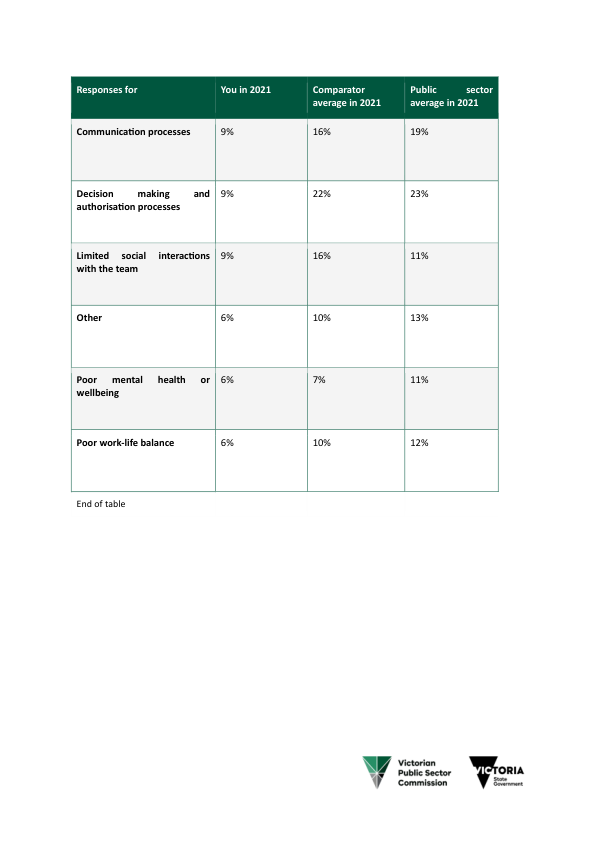 Responses for You in 2021 Comparator Public sector
average in 2021 average in 2021
Communication processes 9% 16% 19%
Decision making and 9% 22% 23%
authorisation processes
Limited social interactions 9% 16% 11%
with the team
Other 6% 10% 13%
Poor mental health or 6% 7% 11%
wellbeing
Poor work-life balance 6% 10% 12%
End of table
Victorian
Public Sector
Commission
VICTORIA
State
Government